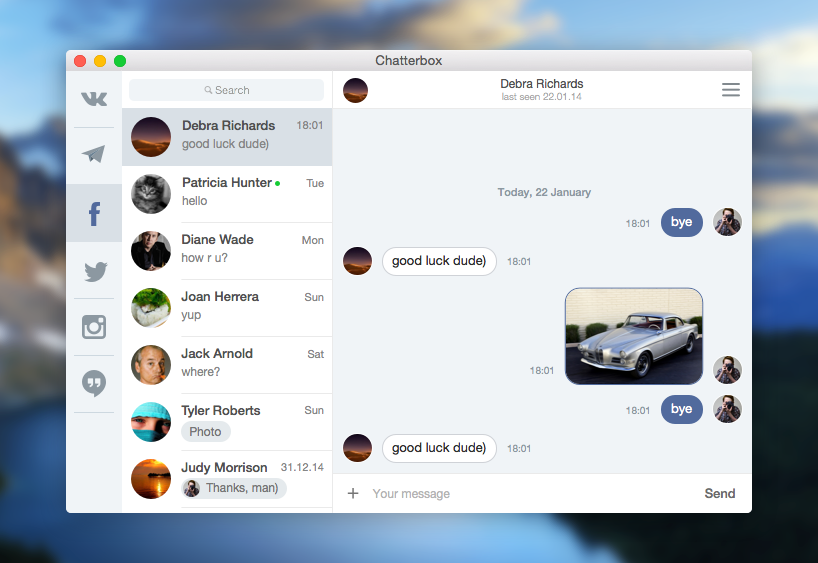 Chatterbox
Search
Debra Richards 18:01
good luck dude)
Patricia Hunter Tue
hello
Diane Wade Mon
how r u?
Joan Herrera Sun
yup
Jack Arnold Sat
where?
Tyler Roberts Sun
Photo
Judy Morrison 31.12.14
Thanks, man)
Debra Richards
last seen 22.01.14
Today, 22 January
18:01 bye
good luck dude) 18:01
18:01
18:01 bye
good luck dude) 18:01
Your message Send